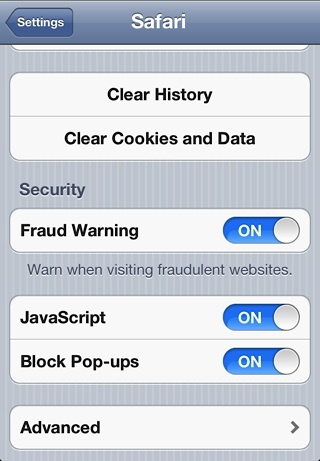 Settings
Safari
Clear History
Clear Cookies and Data
Security
Fraud Warning ON
Warn when visiting fraudulent websites.
JavaScript ON
Block Pop-ups ON
Advanced